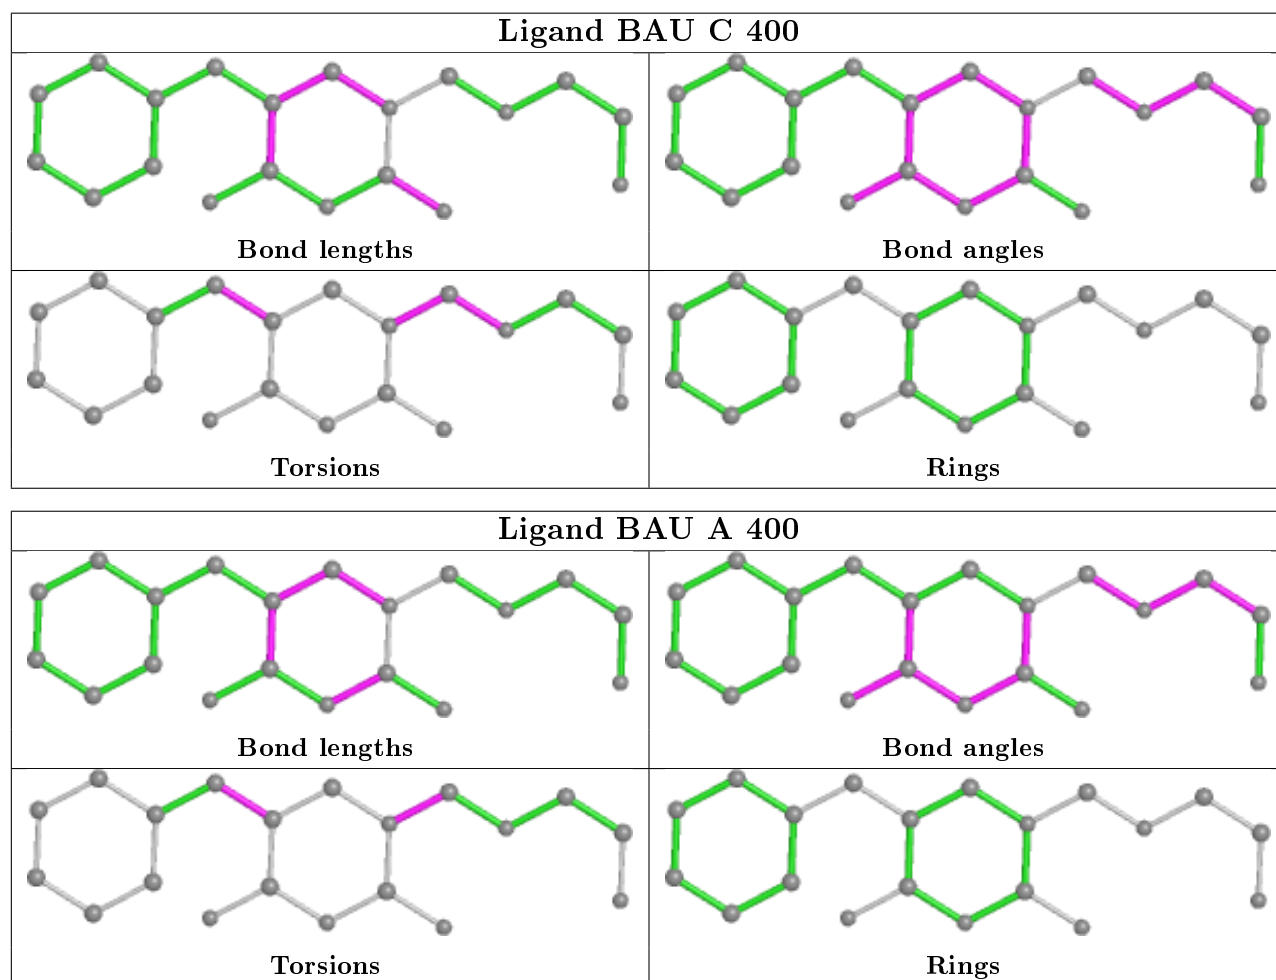 Ligand BAU C 400
Bond lengths
Bond angles
Torsions
Rings
Ligand BAU A 400
Bond lengths
Bond angles
Torsions
Rings